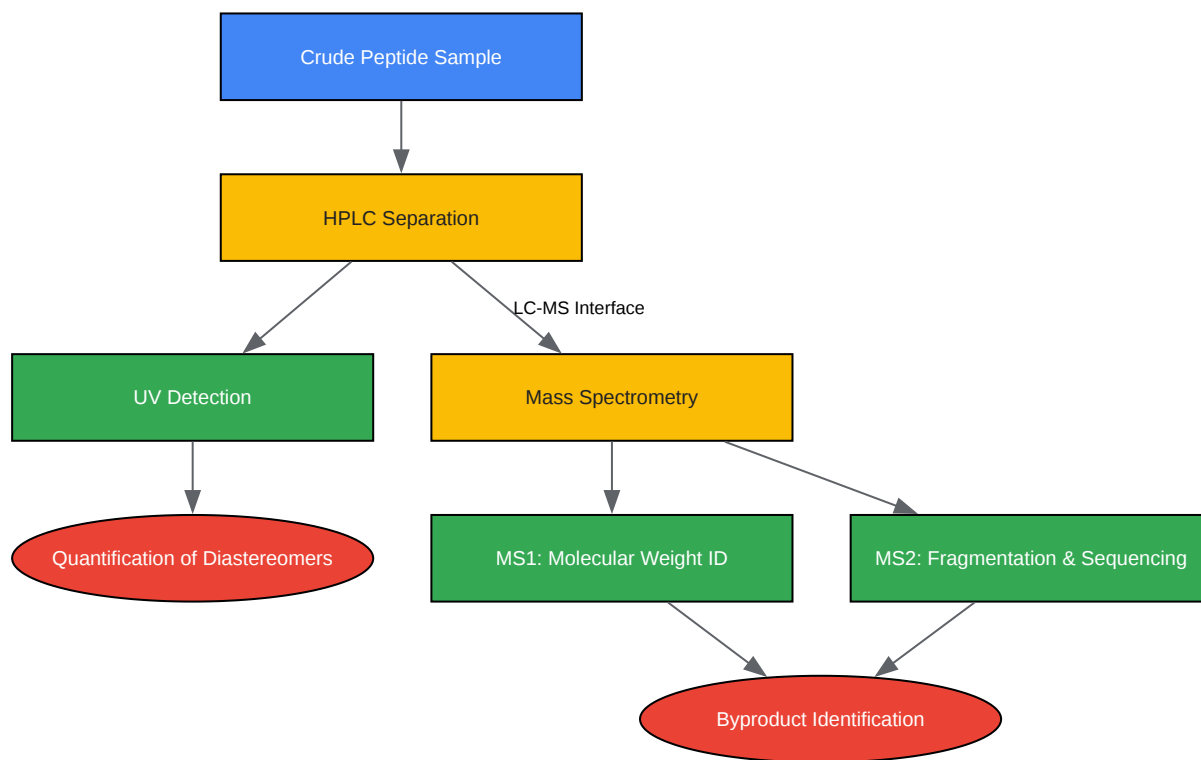 Crude Peptide Sample
HPLC Separation
LC-MS Interface
UV Detection
Mass Spectrometry
Quantification of Diastereomers
MS1: Molecular Weight ID
MS2: Fragmentation & Sequencing
Byproduct Identification